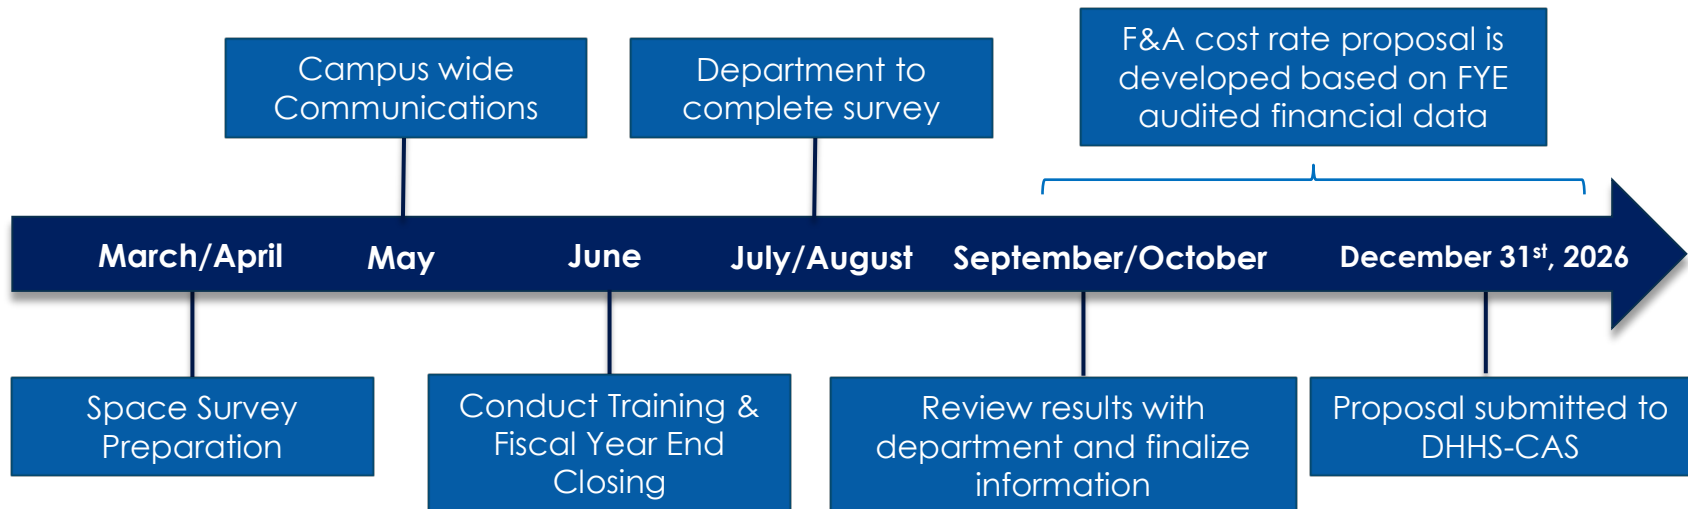 Campus wide
Communications
Department to
complete survey
F&A cost rate proposal is
developed based on FYE
audited financial data
March/April
May
June
July/August
September/October
December 31st, 2026
Space Survey
Preparation
Conduct Training &
Fiscal Year End
Closing
Review results with
department and finalize
information
Proposal submitted to
DHHS-CAS